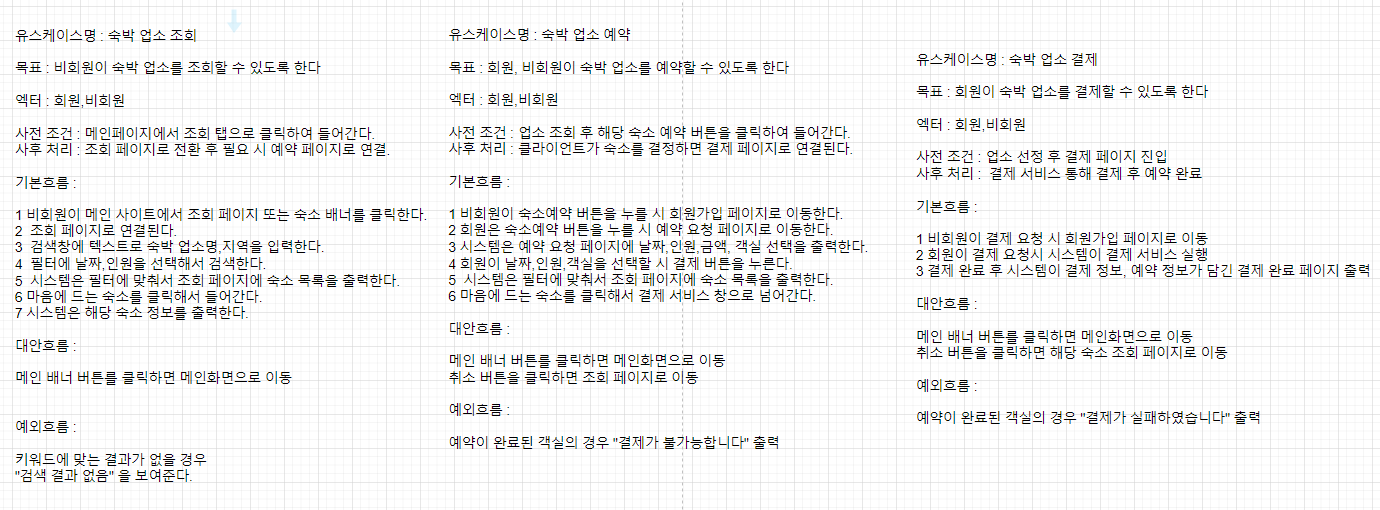 유스케이스명 : 숙박 업소 조회
목표 : 비회원이 숙박 업소를 조회할 수 있도록 한다
엑터 : 회원,비회원
사전 조건 : 메인페이지에서 조회 탭으로 클릭하여 들어간다.
사후 처리 : 조회 페이지로 전환 후 필요 시 예약 페이지로 연결.
기본흐름 :
1 비회원이 메인 사이트에서 조회 페이지 또는 숙소 배너를 클릭한다.
2  조회 페이지로 연결된다.
3  검색창에 텍스트로 숙박 업소명,지역을 입력한다.
4  필터에 날짜,인원을 선택해서 검색한다.
5  시스템은 필터에 맞춰서 조회 페이지에 숙소 목록을 출력한다.
6 마음에 드는 숙소를 클릭해서 들어간다.
7 시스템은 해당 숙소 정보를 출력한다.
대안흐름 :
메인 배너 버튼를 클릭하면 메인화면으로 이동
예외흐름 :
키워드에 맞는 결과가 없을 경우
"검색 결과 없음" 을 보여준다.
유스케이스명 : 숙박 업소 예약
목표 : 회원, 비회원이 숙박 업소를 예약할 수 있도록 한다
엑터 : 회원,비회원
사전 조건 : 업소 조회 후 해당 숙소 예약 버튼을 클릭하여 들어간다.
사후 처리 : 클라이언트가 숙소를 결정하면 결제 페이지로 연결된다.
기본흐름 :
1 비회원이 숙소예약 버튼을 누를 시 회원가입 페이지로 이동한다.
2 회원은 숙소예약 버튼을 누를 시 예약 요청 페이지로 이동한다.
3 시스템은 예약 요청 페이지에 날짜,인원,금액, 객실 선택을 출력한다.
4 회원이 날짜,인원,객실을 선택할 시 결제 버튼을 누른다.
5  시스템은 필터에 맞춰서 조회 페이지에 숙소 목록을 출력한다.
6 마음에 드는 숙소를 클릭해서 결제 서비스 창으로 넘어간다.
대안흐름 :
메인 배너 버튼를 클릭하면 메인화면으로 이동
취소 버튼을 클릭하면 조회 페이지로 이동
예외흐름 :
예약이 완료된 객실의 경우 "결제가 불가능합니다" 출력
유스케이스명 : 숙박 업소 결제
목표 : 회원이 숙박 업소를 결제할 수 있도록 한다
엑터 : 회원,비회원
사전 조건 : 업소 선정 후 결제 페이지 진입
사후 처리 :  결제 서비스 통해 결제 후 예약 완료
기본흐름 :
1 비회원이 결제 요청 시 회원가입 페이지로 이동
2 회원이 결제 요청시 시스템이 결제 서비스 실행
3 결제 완료 후 시스템이 결제 정보, 예약 정보가 담긴 결제 완료 페이지 출력
대안흐름 :
메인 배너 버튼를 클릭하면 메인화면으로 이동
취소 버튼을 클릭하면 해당 숙소 조회 페이지로 이동
예외흐름 :
예약이 완료된 객실의 경우 "결제가 실패하였습니다" 출력